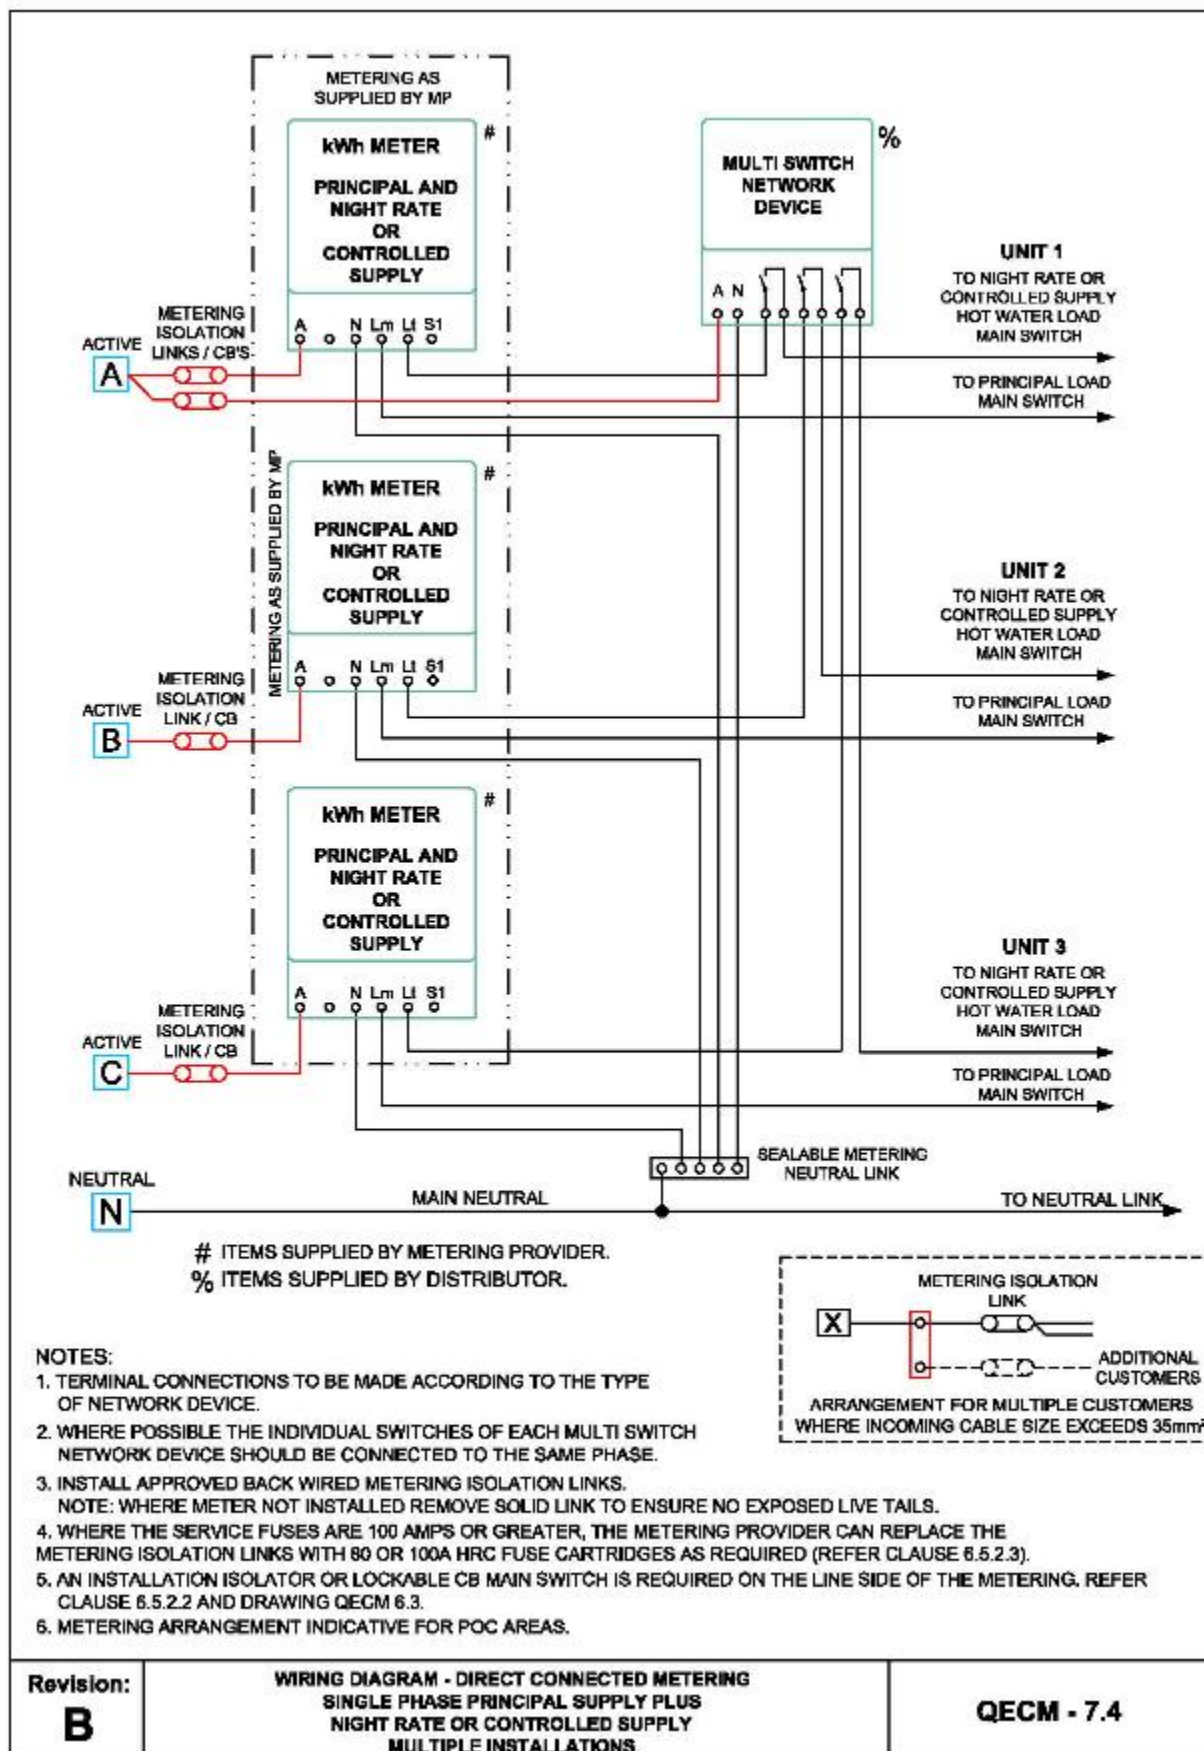 METERING AS
SUPPLIED BY MP
kWh METER
#
PRINCIPAL AND
NIGHT RATE
OR
CONTROLLED
SUPPLY
A N Lm Lt S1
MULTI SWITCH
NETWORK
DEVICE
%
A N
METERING
ISOLATION
LINKS / CB'S
ACTIVE
A
UNIT 1
TO NIGHT RATE OR
CONTROLLED SUPPLY
HOT WATER LOAD
MAIN SWITCH
TO PRINCIPAL LOAD
MAIN SWITCH
METERING AS SUPPLIED BY MP
kWh METER
#
PRINCIPAL AND
NIGHT RATE
OR
CONTROLLED
SUPPLY
A N Lm Lt S1
METERING
ISOLATION
LINK / CB
ACTIVE
B
UNIT 2
TO NIGHT RATE OR
CONTROLLED SUPPLY
HOT WATER LOAD
MAIN SWITCH
TO PRINCIPAL LOAD
MAIN SWITCH
kWh METER
#
PRINCIPAL AND
NIGHT RATE
OR
CONTROLLED
SUPPLY
A N Lm Lt S1
METERING
ISOLATION
LINK / CB
ACTIVE
C
UNIT 3
TO NIGHT RATE OR
CONTROLLED SUPPLY
HOT WATER LOAD
MAIN SWITCH
TO PRINCIPAL LOAD
MAIN SWITCH
SEALABLE METERING
NEUTRAL LINK
NEUTRAL
N
MAIN NEUTRAL
TO NEUTRAL LINK
# ITEMS SUPPLIED BY METERING PROVIDER.
% ITEMS SUPPLIED BY DISTRIBUTOR.
METERING ISOLATION
LINK
X
ADDITIONAL
CUSTOMERS
ARRANGEMENT FOR MULTIPLE CUSTOMERS
WHERE INCOMING CABLE SIZE EXCEEDS 35mm²
NOTES:
1. TERMINAL CONNECTIONS TO BE MADE ACCORDING TO THE TYPE
OF NETWORK DEVICE.
2. WHERE POSSIBLE THE INDIVIDUAL SWITCHES OF EACH MULTI SWITCH
NETWORK DEVICE SHOULD BE CONNECTED TO THE SAME PHASE.
3. INSTALL APPROVED BACK WIRED METERING ISOLATION LINKS.
NOTE: WHERE METER NOT INSTALLED REMOVE SOLID LINK TO ENSURE NO EXPOSED LIVE TAILS.
4. WHERE THE SERVICE FUSES ARE 100 AMPS OR GREATER, THE METERING PROVIDER CAN REPLACE THE
METERING ISOLATION LINKS WITH 80 OR 100A HRC FUSE CARTRIDGES AS REQUIRED (REFER CLAUSE 6.5.2.3).
5. AN INSTALLATION ISOLATOR OR LOCKABLE CB MAIN SWITCH IS REQUIRED ON THE LINE SIDE OF THE METERING. REFER
CLAUSE 6.5.2.2 AND DRAWING QECM 6.3.
6. METERING ARRANGEMENT INDICATIVE FOR POC AREAS.
Revision:
B
WIRING DIAGRAM - DIRECT CONNECTED METERING
SINGLE PHASE PRINCIPAL SUPPLY PLUS
NIGHT RATE OR CONTROLLED SUPPLY
MULTIPLE INSTALLATIONS
QECM - 7.4